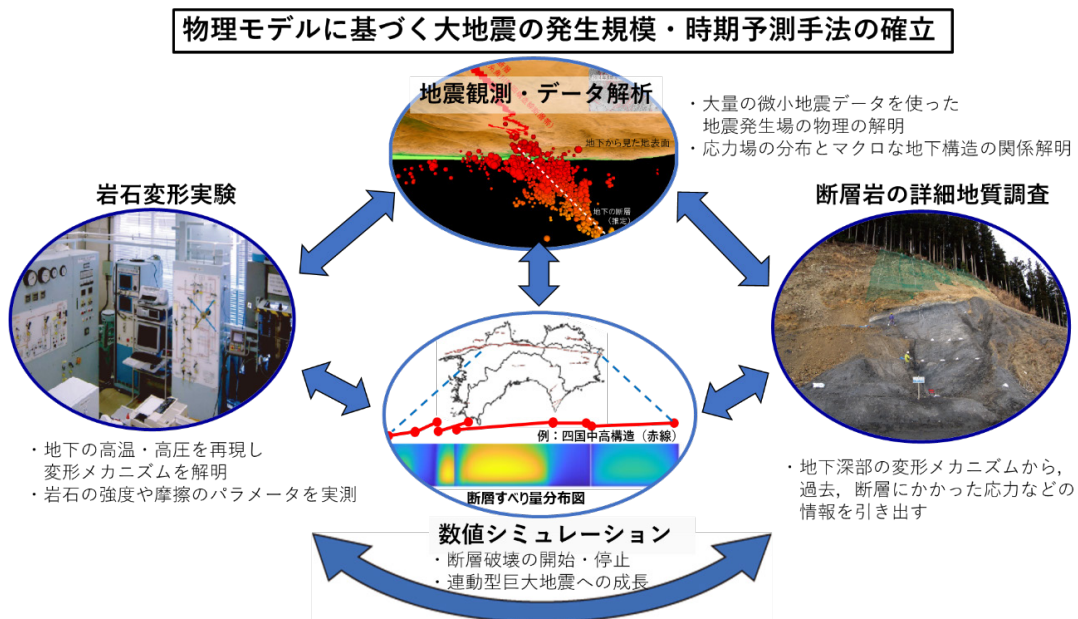 物理モデルに基づく大地震の発生規模・時期予測手法の確立
地震観測・データ解析
地下から見た地表面
地下の断層
（推定）
・大量の微小地震データを使った
地震発生場の物理の解明
・応力場の分布とマクロな地下構造の関係解明
岩石変形実験
断層岩の詳細地質調査
・地下の高温・高圧を再現し
変形メカニズムを解明
・岩石の強度や摩擦のパラメータを実測
例：四国中高構造（赤線）
断層すべり量分布図
数値シミュレーション
・断層破壊の開始・停止
・連動型巨大地震への成長
・地下深部の変形メカニズムから，
過去，断層にかかった応力などの
情報を引き出す